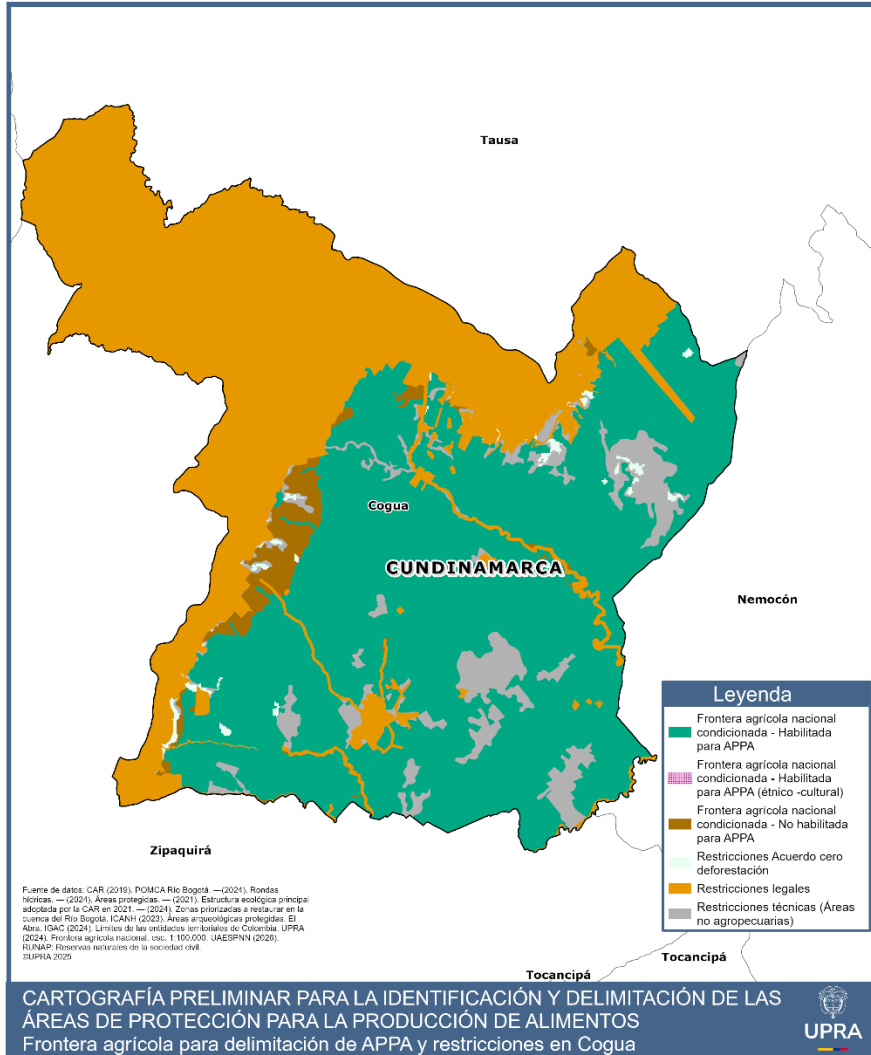 Tausa
Cogua
CUNDINAMARCA
Nemocón
Zipaquirá
Tocancipá
Tocancipá
Leyenda
Frontera agrícola nacional
condicionada - Habilitada
para APPA
Frontera agrícola nacional
condicionada - Habilitada
para APPA (étnico -cultural)
Frontera agrícola nacional
condicionada - No habilitada
para APPA
Restricciones Acuerdo cero
deforestación
Restricciones legales
Restricciones técnicas (Áreas
no agropecuarias)
Fuente de datos: CAR (2019). POMCA Río Bogotá. —(2024). Rondas
hídricas. — (2024). Áreas protegidas. — (2021). Estructura ecológica principal
adoptada por la CAR en 2021. — (2024). Zonas priorizadas a restaurar en la
cuenca del Río Bogotá. ICANH (2023). Áreas arqueológicas protegidas. El
Abra. IGAC (2024). Límites de las entidades territoriales de Colombia. UPRA
(2024). Frontera agrícola nacional, esc. 1:100.000. UAESPNN (2025).
RUNAP: Reservas naturales de la sociedad civil.
©UPRA 2025
CARTOGRAFÍA PRELIMINAR PARA LA IDENTIFICACIÓN Y DELIMITACIÓN DE LAS
ÁREAS DE PROTECCIÓN PARA LA PRODUCCIÓN DE ALIMENTOS
Frontera agrícola para delimitación de APPA y restricciones en Cogua
UPRA